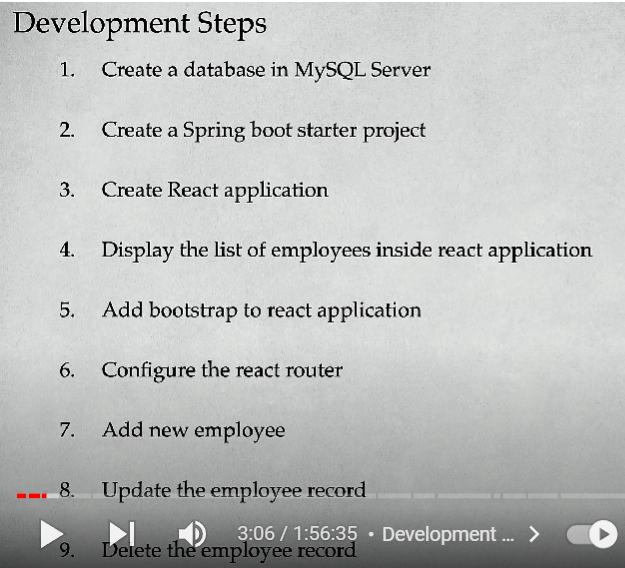 Development Steps
1. Create a database in MySQL Server
2. Create a Spring boot starter project
3. Create React application
4. Display the list of employees inside react application
5. Add bootstrap to react application
6. Configure the react router
7. Add new employee
8. Update the employee record
3:06 / 1:56:35 • Development ...
9. Delete the employee record